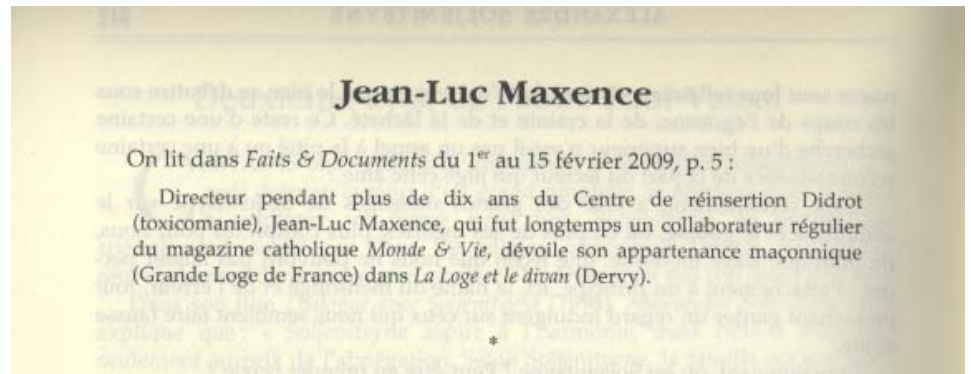 Jean-Luc Maxence
On lit dans Faits & Documents du 1er au 15 février 2009, p. 5 :
Directeur pendant plus de dix ans du Centre de réinsertion Didrot
(toxicomanie), Jean-Luc Maxence, qui fut longtemps un collaborateur régulier
du magazine catholique Monde & Vie, dévoile son appartenance maçonnique
(Grande Loge de France) dans La Loge et le divan (Dervy).
*